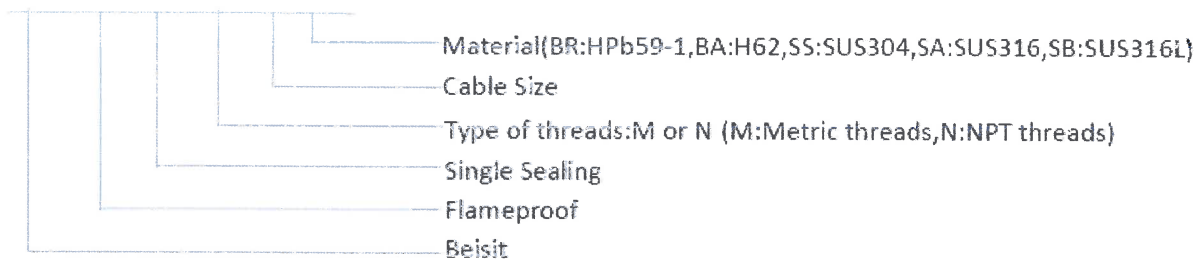 Material(BR:HPb59-1,BA:H62,SS:SUS304,SA:SUS316,SB:SUS316L)
Cable Size
Type of threads:M or N (M:Metric threads,N:NPT threads)
Single Sealing
Flameproof
Beisit